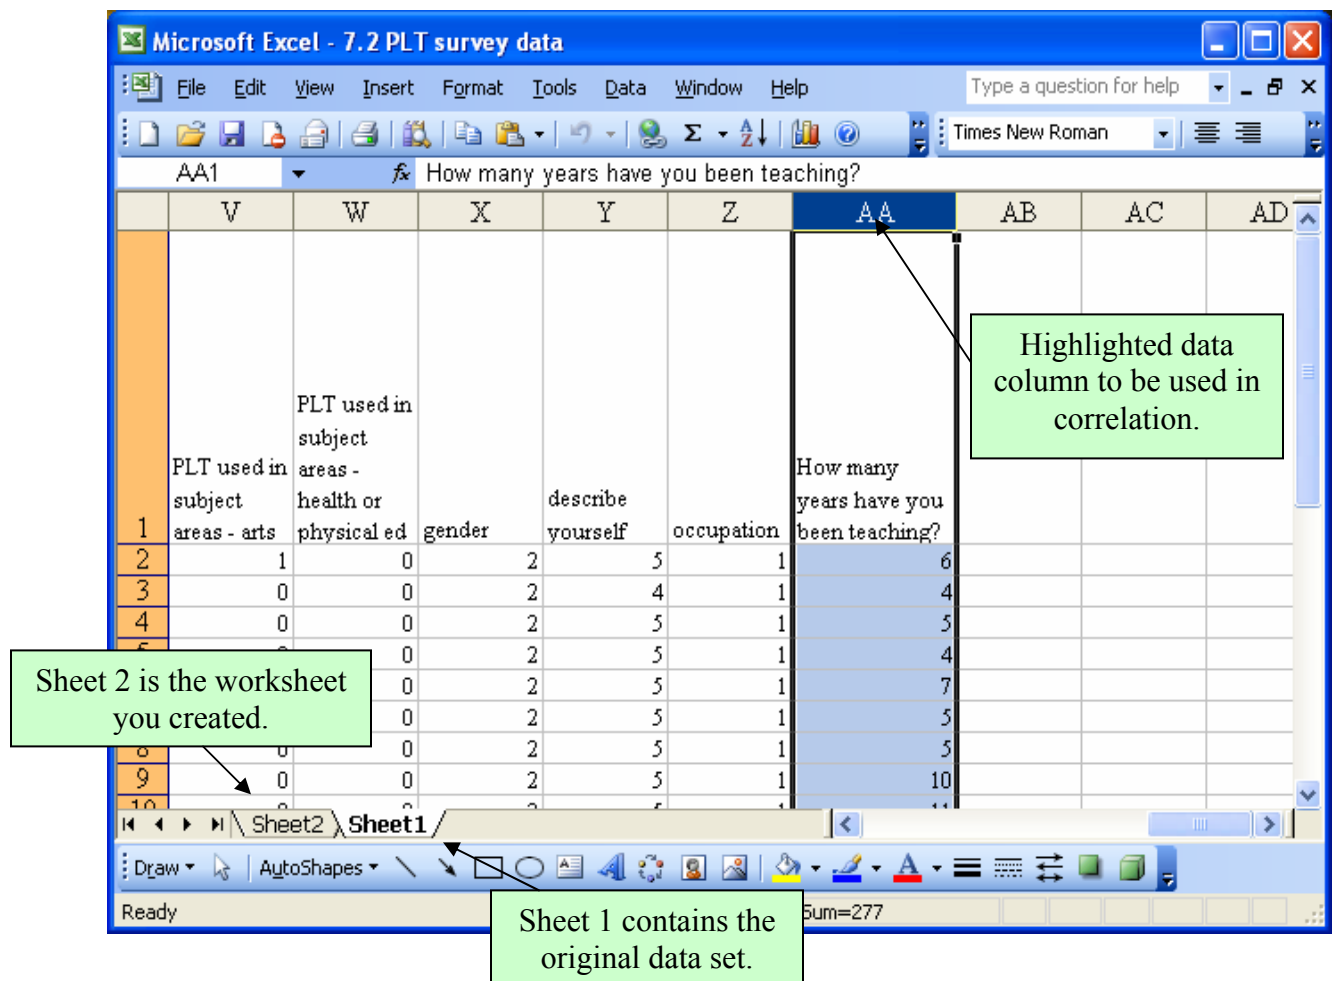 Microsoft Excel - 7.2 PLT survey data
File Edit View Insert Format Tools Data Window Help Type a question for help
Times New Roman
AA1 fx How many years have you been teaching?
V W X Y Z AA AB AC AD
Highlighted data
column to be used in
correlation.
PLT used in
subject
areas - arts
PLT used in
subject
areas -
health or
physical ed
gender
describe
yourself
occupation
How many
years have you
been teaching?
1
2 1 0 2 5 1 6
3 0 0 2 4 1 4
4 0 0 2 5 1 5
0 2 5 1 4
0 2 5 1 7
0 2 5 1 5
8 0 0 2 5 1 5
9 0 0 2 5 1 10
10
Sheet 2 is the worksheet
you created.
Sheet2 Sheet1
Draw AutoShapes
Ready Sum=277
Sheet 1 contains the
original data set.